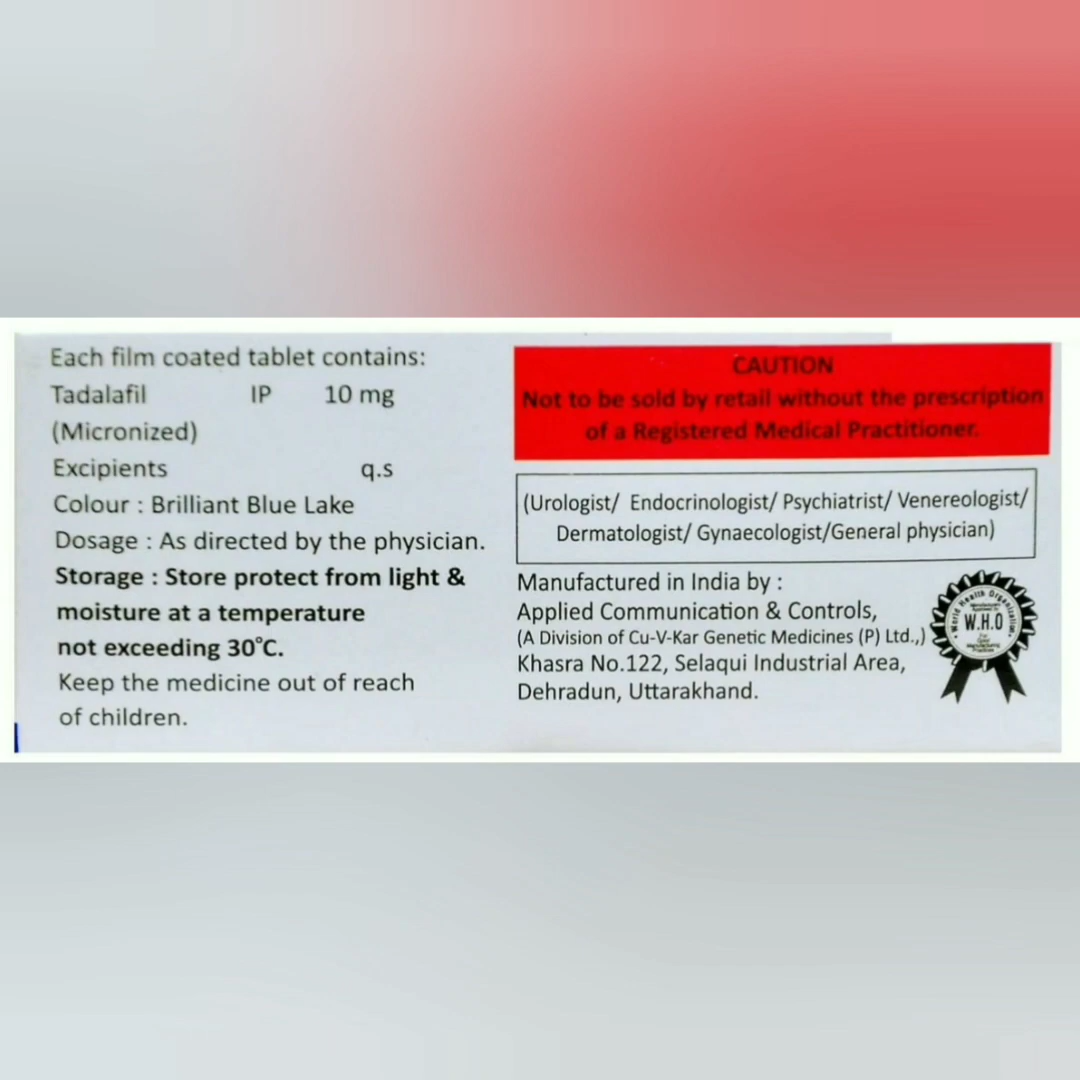 Each film coated tablet contains:
Tadalafil IP 10 mg
(Micronized)
Excipients q.s
Colour : Brilliant Blue Lake
Dosage : As directed by the physician.
Storage : Store protect from light &
moisture at a temperature
not exceeding 30°C.
Keep the medicine out of reach
of children.
CAUTION
Not to be sold by retail without the prescription
of a Registered Medical Practitioner.
(Urologist/ Endocrinologist/ Psychiatrist/ Venereologist/
Dermatologist/ Gynaecologist/General physician)
Manufactured in India by :
Applied Communication & Controls,
(A Division of Cu-V-Kar Genetic Medicines (P) Ltd.,)
Khasra No.122, Selaqui Industrial Area,
Dehradun, Uttarakhand.
World Health Organization
W.H.O